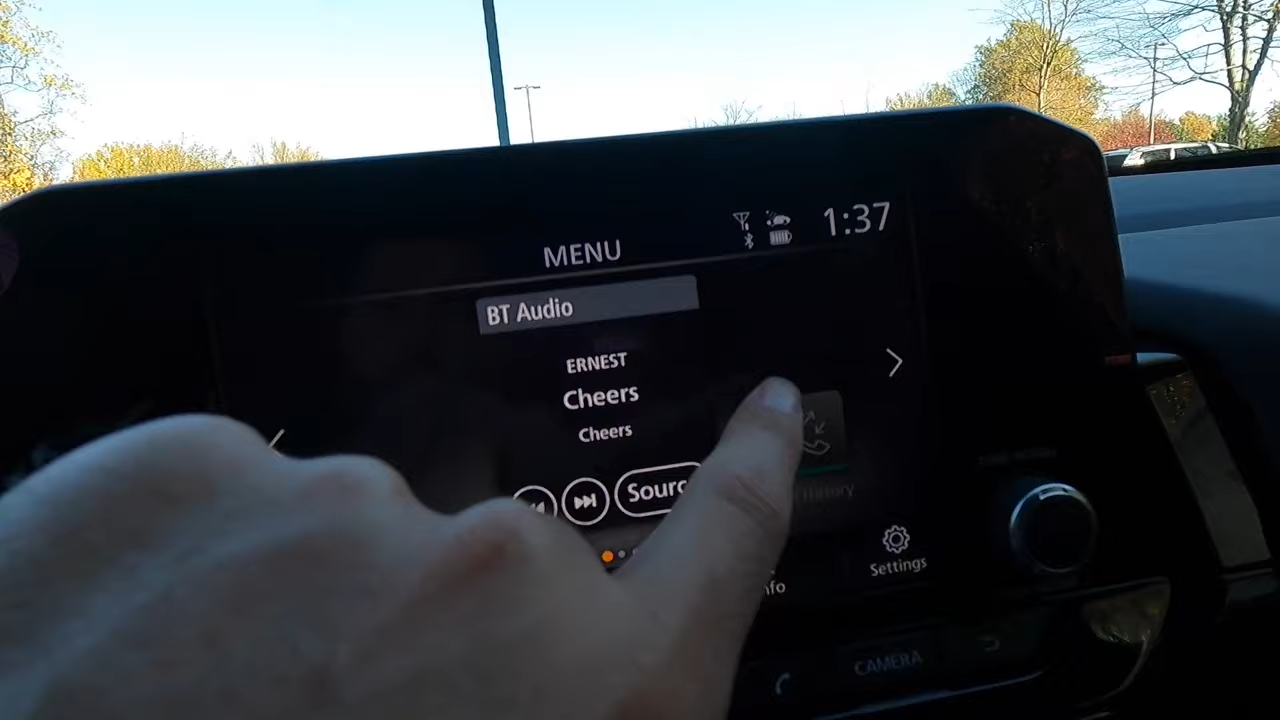 1:37
MENU
BT Audio
ERNEST
Cheers
Cheers
Settings
CAMERA